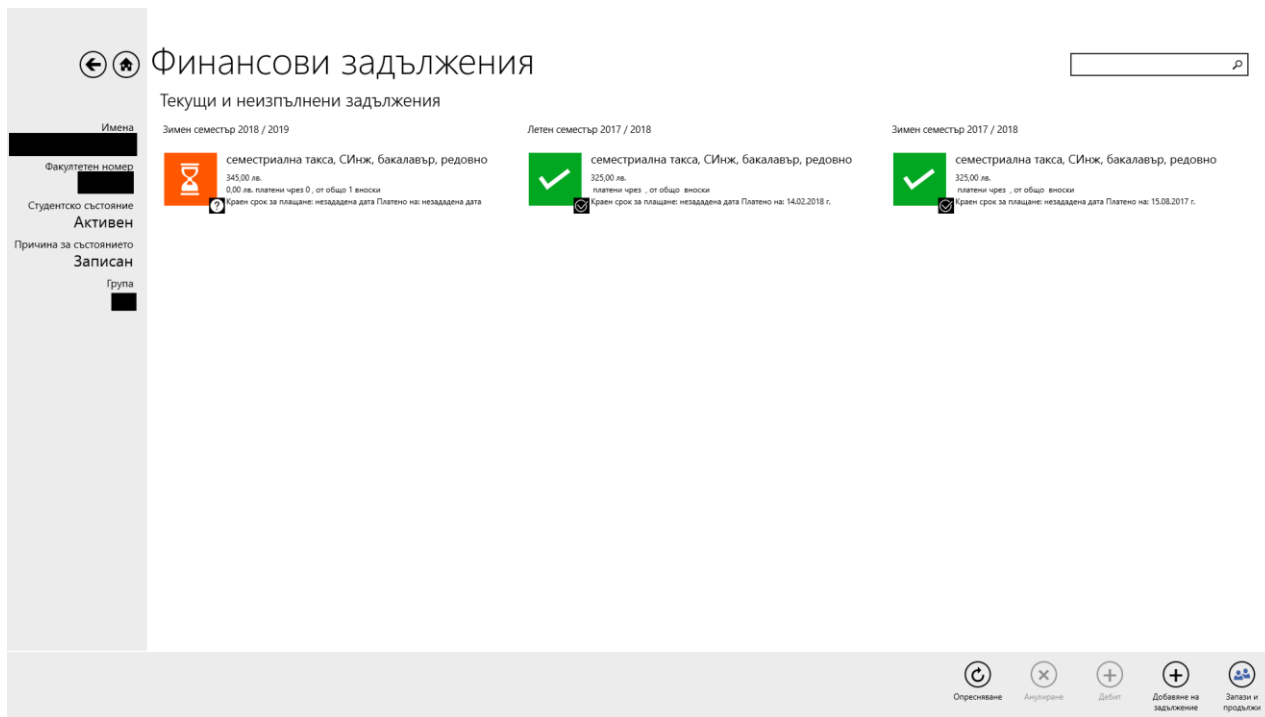 Финансови задължения
Текущи и неизпълнени задължения
Имена
Факултетен номер
Студентско състояние
Активен
Причина за състоянието
Записан
Група
Зимен семестър 2018 / 2019
семестриална такса, СИнж, бакалавър, редовно
345,00 лв.
0,00 лв. платени чрез 0 , от общо 1 вноски
Краен срок за плащане: незададена дата Платено на: незададена дата
Летен семестър 2017 / 2018
семестриална такса, СИнж, бакалавър, редовно
325,00 лв.
платени чрез , от общо вноски
Краен срок за плащане: незададена дата Платено на: 14.02.2018 г.
Зимен семестър 2017 / 2018
семестриална такса, СИнж, бакалавър, редовно
325,00 лв.
платени чрез , от общо вноски
Краен срок за плащане: незададена дата Платено на: 15.08.2017 г.
Опресняване
Анулиране
Дебит
Добавяне на
задължение
Запази и
продължи